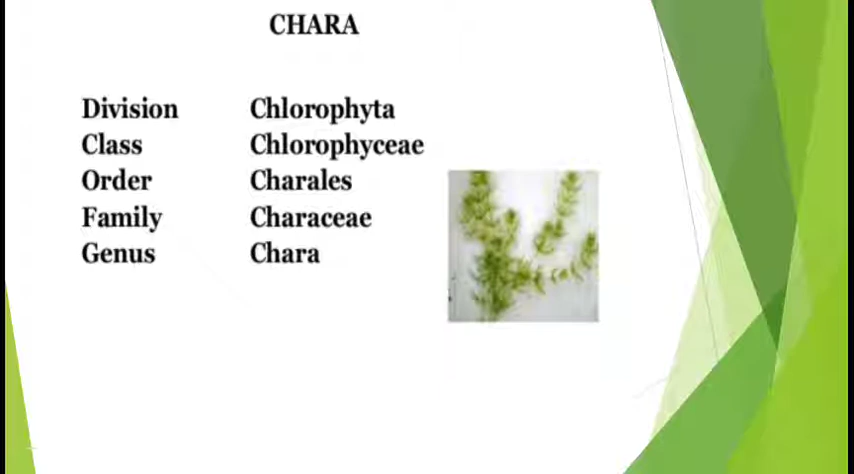 CHARA
Division Chlorophyta
Class Chlorophyceae
Order Charales
Family Characeae
Genus Chara